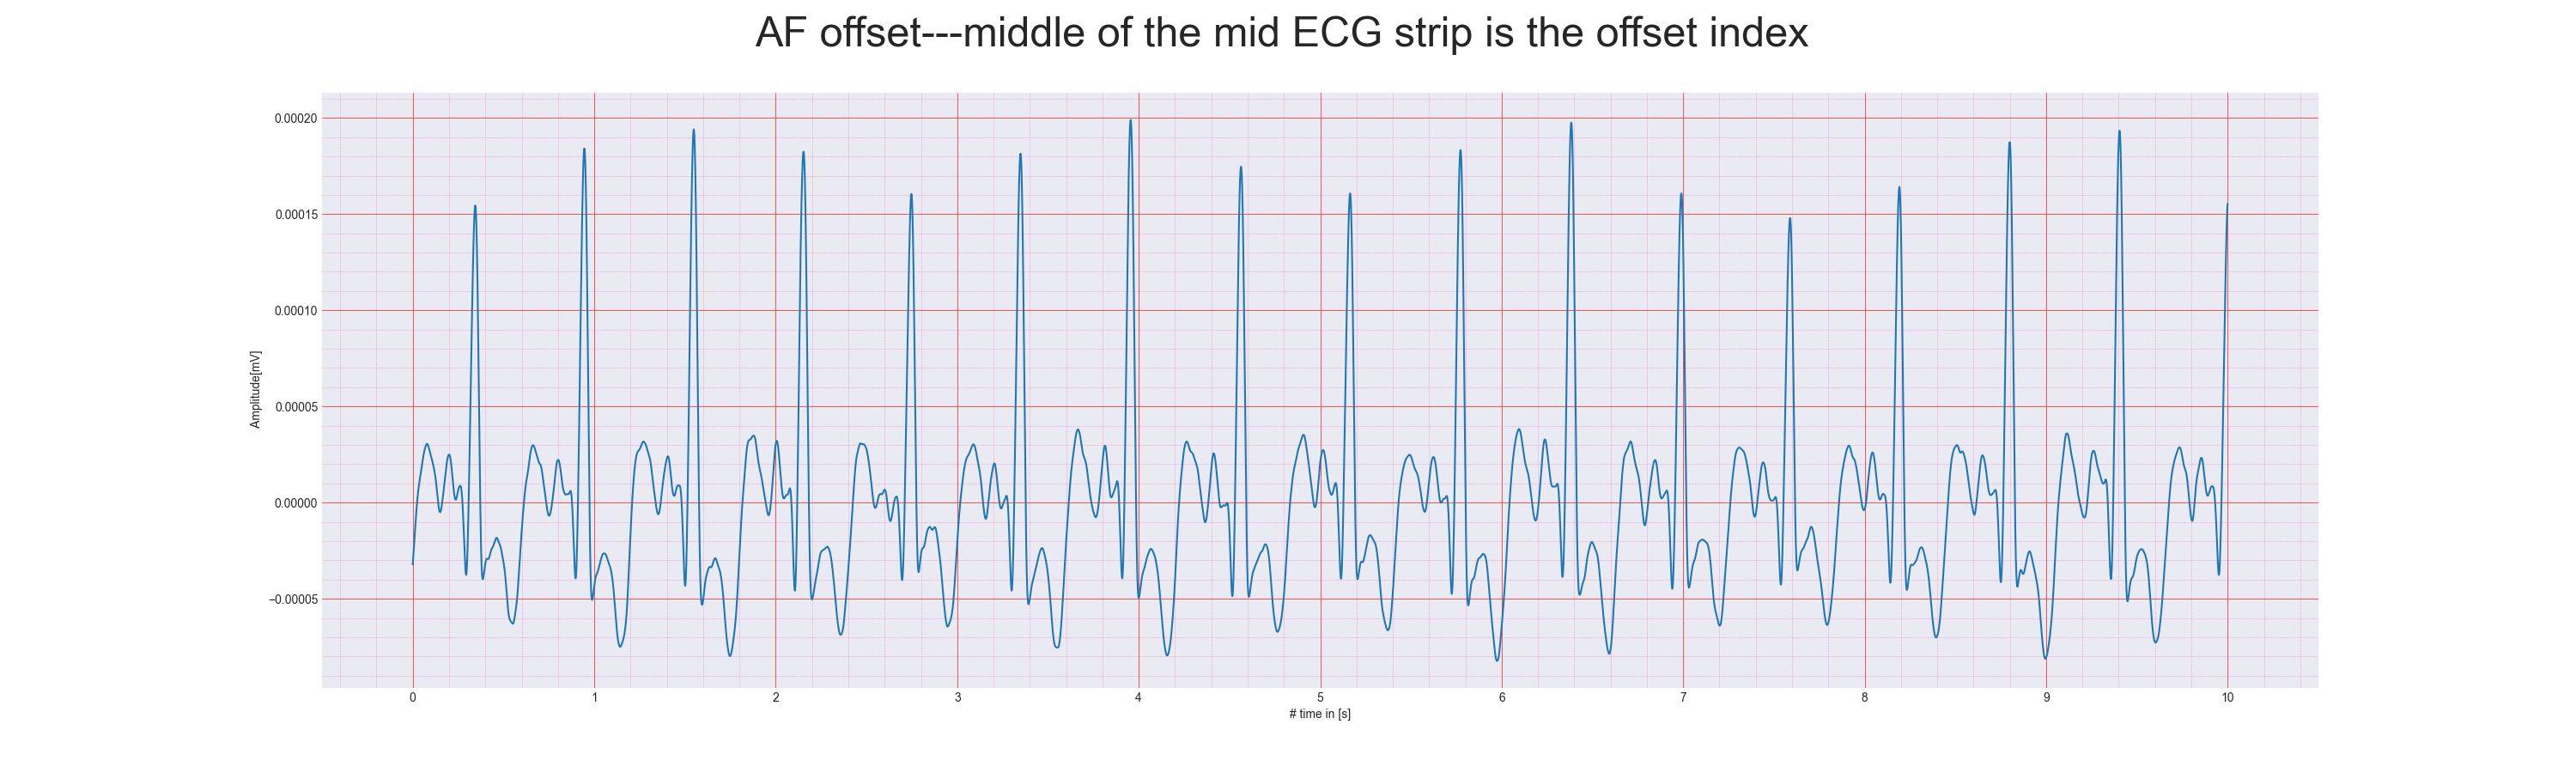 AF offset---middle of the mid ECG strip is the offset index
0.00020
0.00015
0.00010
0.00005
0.00000
−0.00005
Amplitude[mV]
0 1 2 3 4 5 6 7 8 9 10
# time in [s]